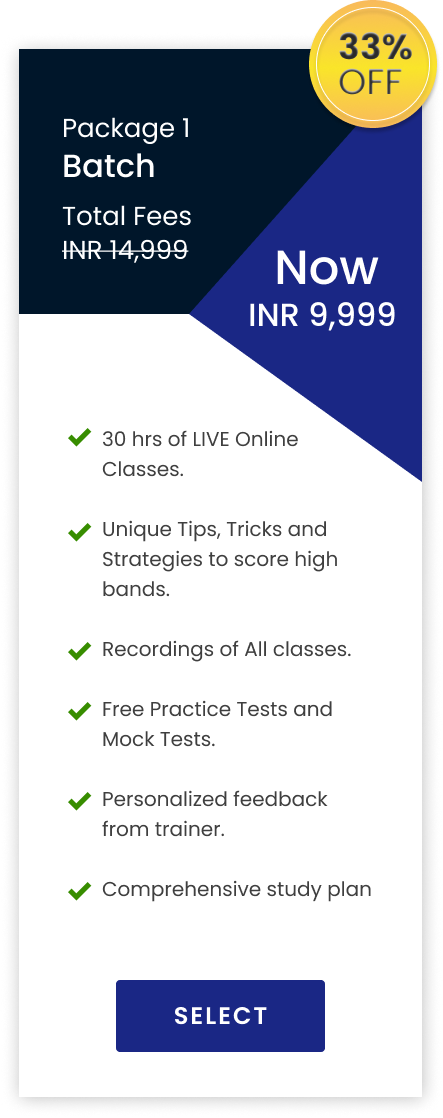 33%
OFF
Package 1
Batch
Total Fees
INR 14,999
Now
INR 9,999
30 hrs of LIVE Online
Classes.
Unique Tips, Tricks and
Strategies to score high
bands.
Recordings of All classes.
Free Practice Tests and
Mock Tests.
Personalized feedback
from trainer.
Comprehensive study plan
SELECT